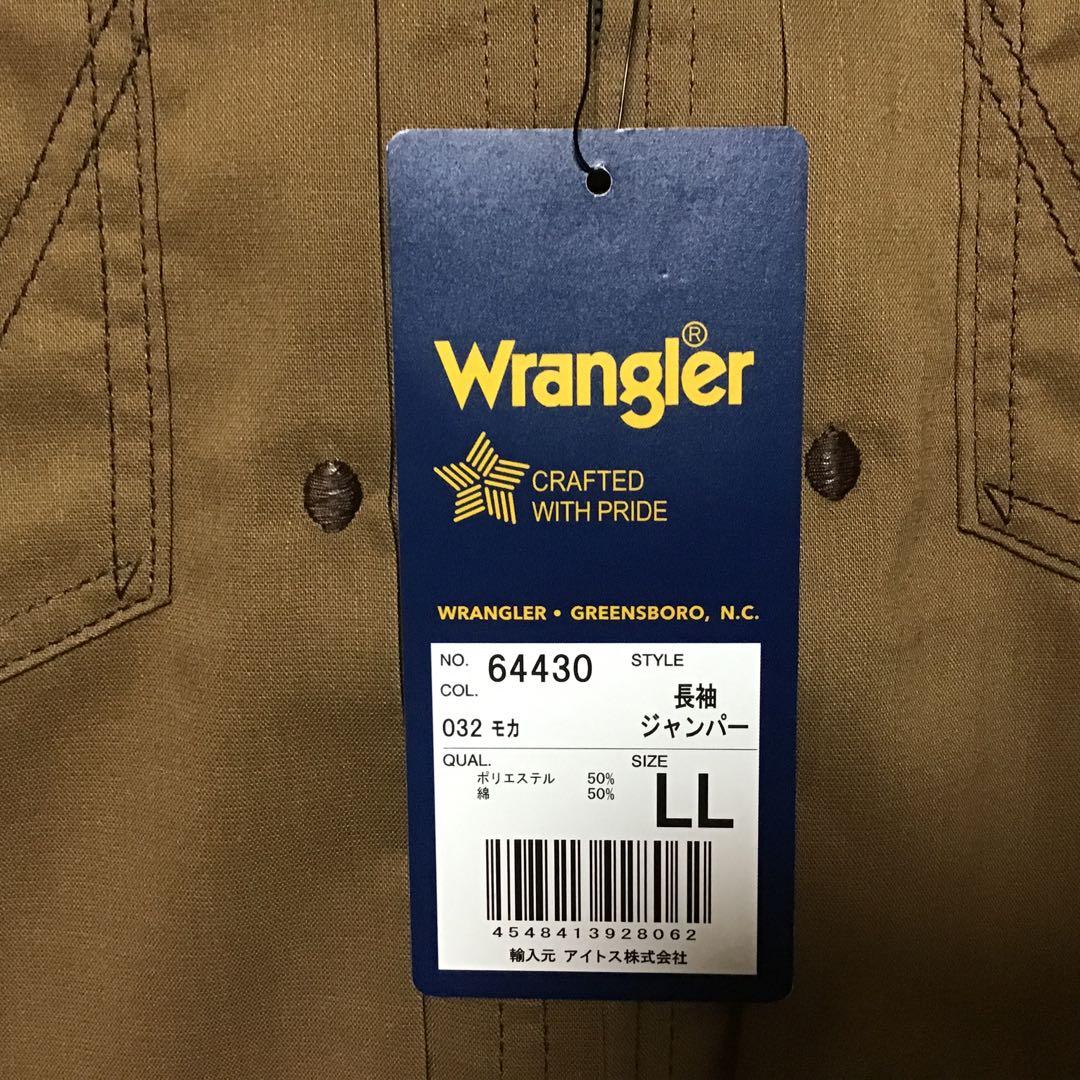 Wrangler®
CRAFTED
WITH PRIDE
WRANGLER • GREENSBORO, N.C.
NO. 64430
STYLE
長袖
ジャンパー
COL.
032 モカ
QUAL.
ポリエステル 50%
綿 50%
SIZE
LL
4548413928062
輸入元 アイトス株式会社